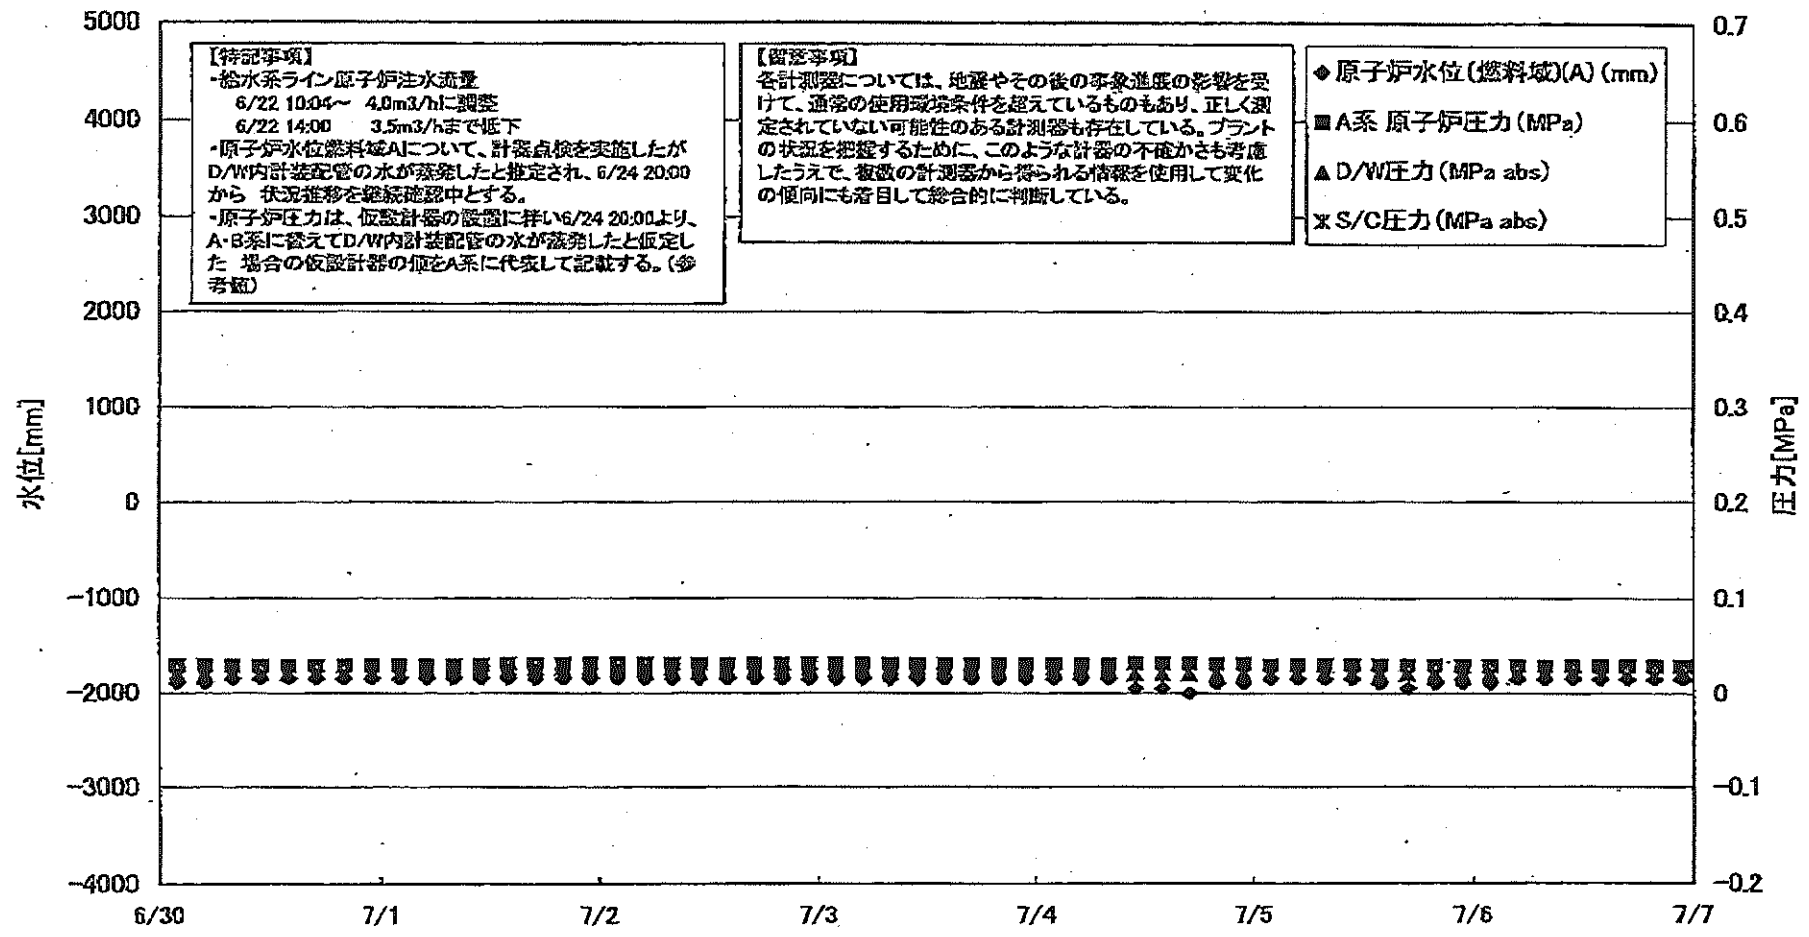 5000
4000
3000
2000
1000
0
-1000
-2000
-3000
-4000
水位[mm]
【特記事項】
・給水系ライン原子炉注水流量
6/22 10:04～ 4.0m3/hに調整
6/22 14:00 3.5m3/hまで低下
・原子炉水位燃料域Aについて、計器点検を実施したが
D/W内計装配管の水が蒸発したと推定され、6/24 20:00
から 状況推移を継続確認中とする。
・原子炉圧力は、仮設計器の設置に伴い6/24 20:00より、
A・B系に替えてD/W内計装配管の水が蒸発したと仮定し
た 場合の仮設計器の値をA系に代表して記載する。(参
考値)
【留意事項】
各計測器については、地震やその後の事象進展の影響を受
けて、通常の使用環境条件を超えているものもあり、正しく測
定されていない可能性のある計測器も存在している。プラント
の状況を把握するために、このような計器の不確かさも考慮
したうえで、複数の計測器から得られる情報を使用して変化
の傾向にも着目して総合的に判断している。
原子炉水位(燃料域)(A)(mm)
A系 原子炉圧力(MPa)
D/W圧力(MPa abs)
S/C圧力(MPa abs)
0.7
0.6
0.5
0.4
0.3
0.2
0.1
0
-0.1
-0.2
圧力[MPa]
6/30 7/1 7/2 7/3 7/4 7/5 7/6 7/7